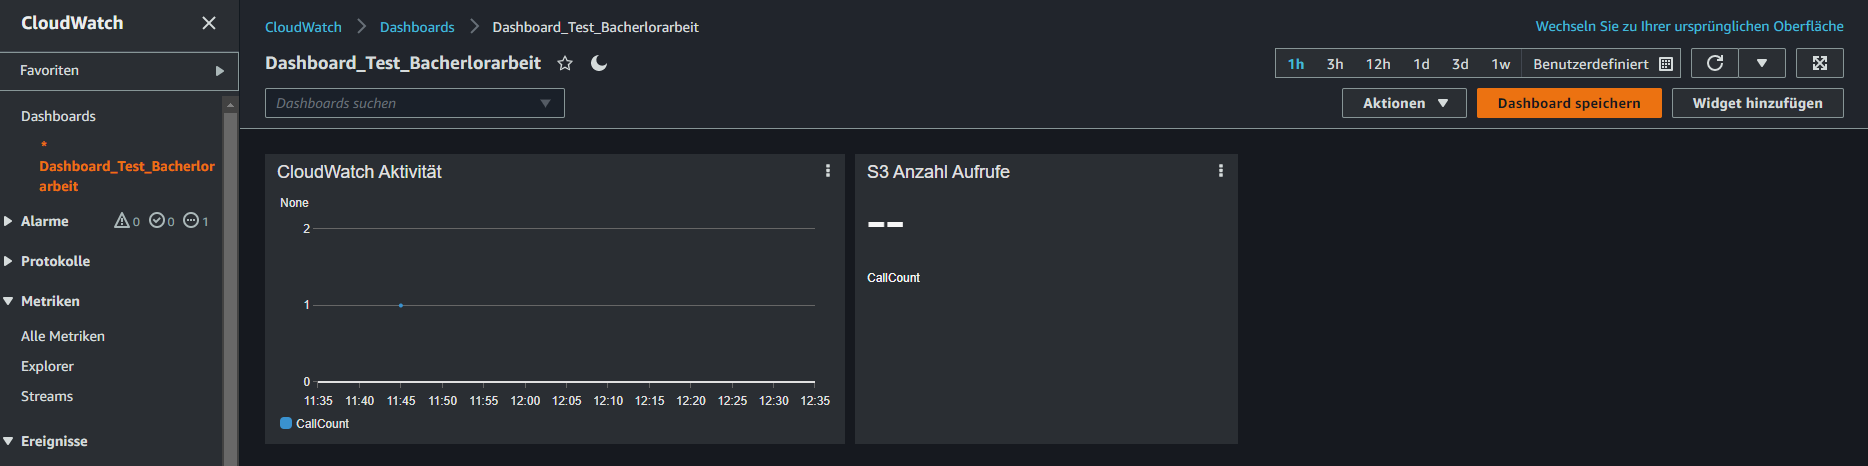 CloudWatch
Favoriten
Dashboards
*
Dashboard_Test_Bacherlor
arbeit
Alarme 0 0 1
Protokolle
Metriken
Alle Metriken
Explorer
Streams
Ereignisse
CloudWatch Dashboards Dashboard_Test_Bacherlorarbeit
Wechseln Sie zu Ihrer ursprünglichen Oberfläche
Dashboard_Test_Bacherlorarbeit
1h 3h 12h 1d 3d 1w Benutzerdefiniert
Dashboards suchen
Aktionen Dashboard speichern Widget hinzufügen
CloudWatch Aktivität
None
2
1
0
11:35 11:40 11:45 11:50 11:55 12:00 12:05 12:10 12:15 12:20 12:25 12:30 12:35
CallCount
S3 Anzahl Aufrufe
--
CallCount